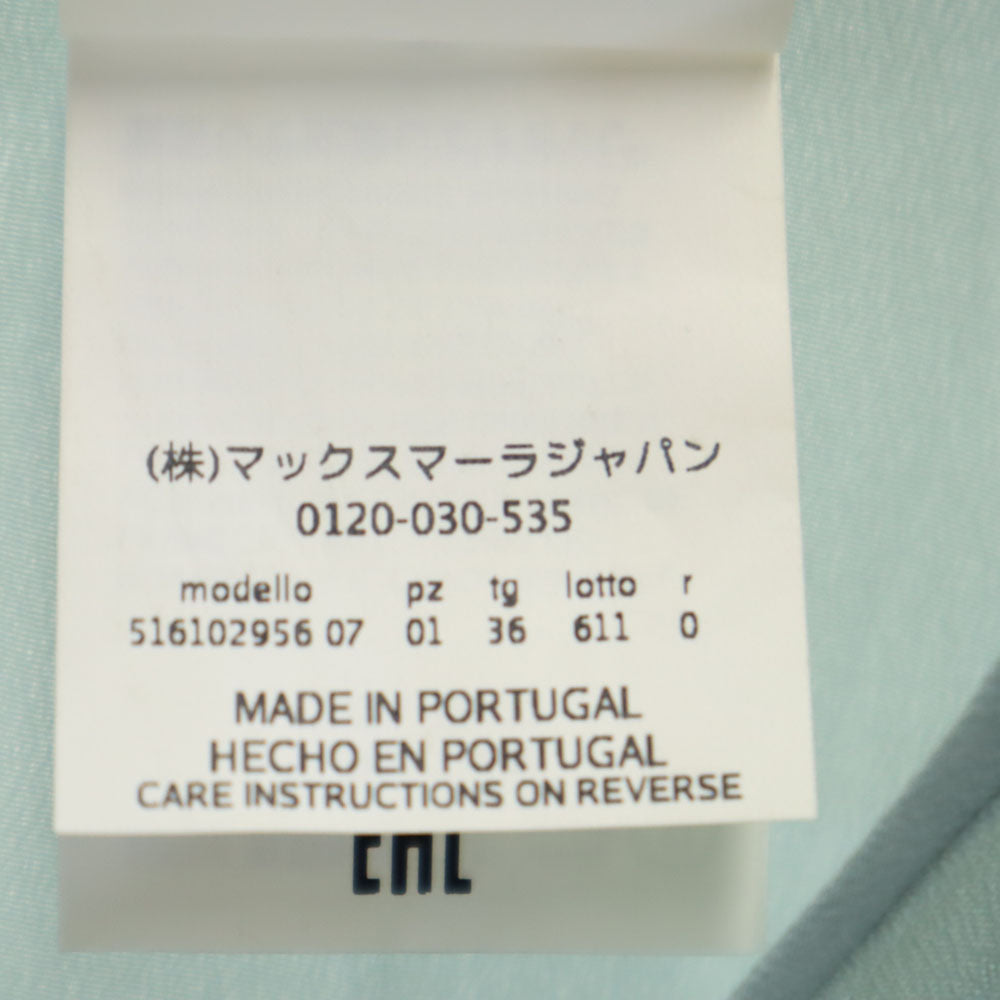 (株)マックスマーラジャパン
0120-030-535
modello pz tg lotto r
516102956 07 01 36 611 0
MADE IN PORTUGAL
HECHO EN PORTUGAL
CARE INSTRUCTIONS ON REVERSE
EAC